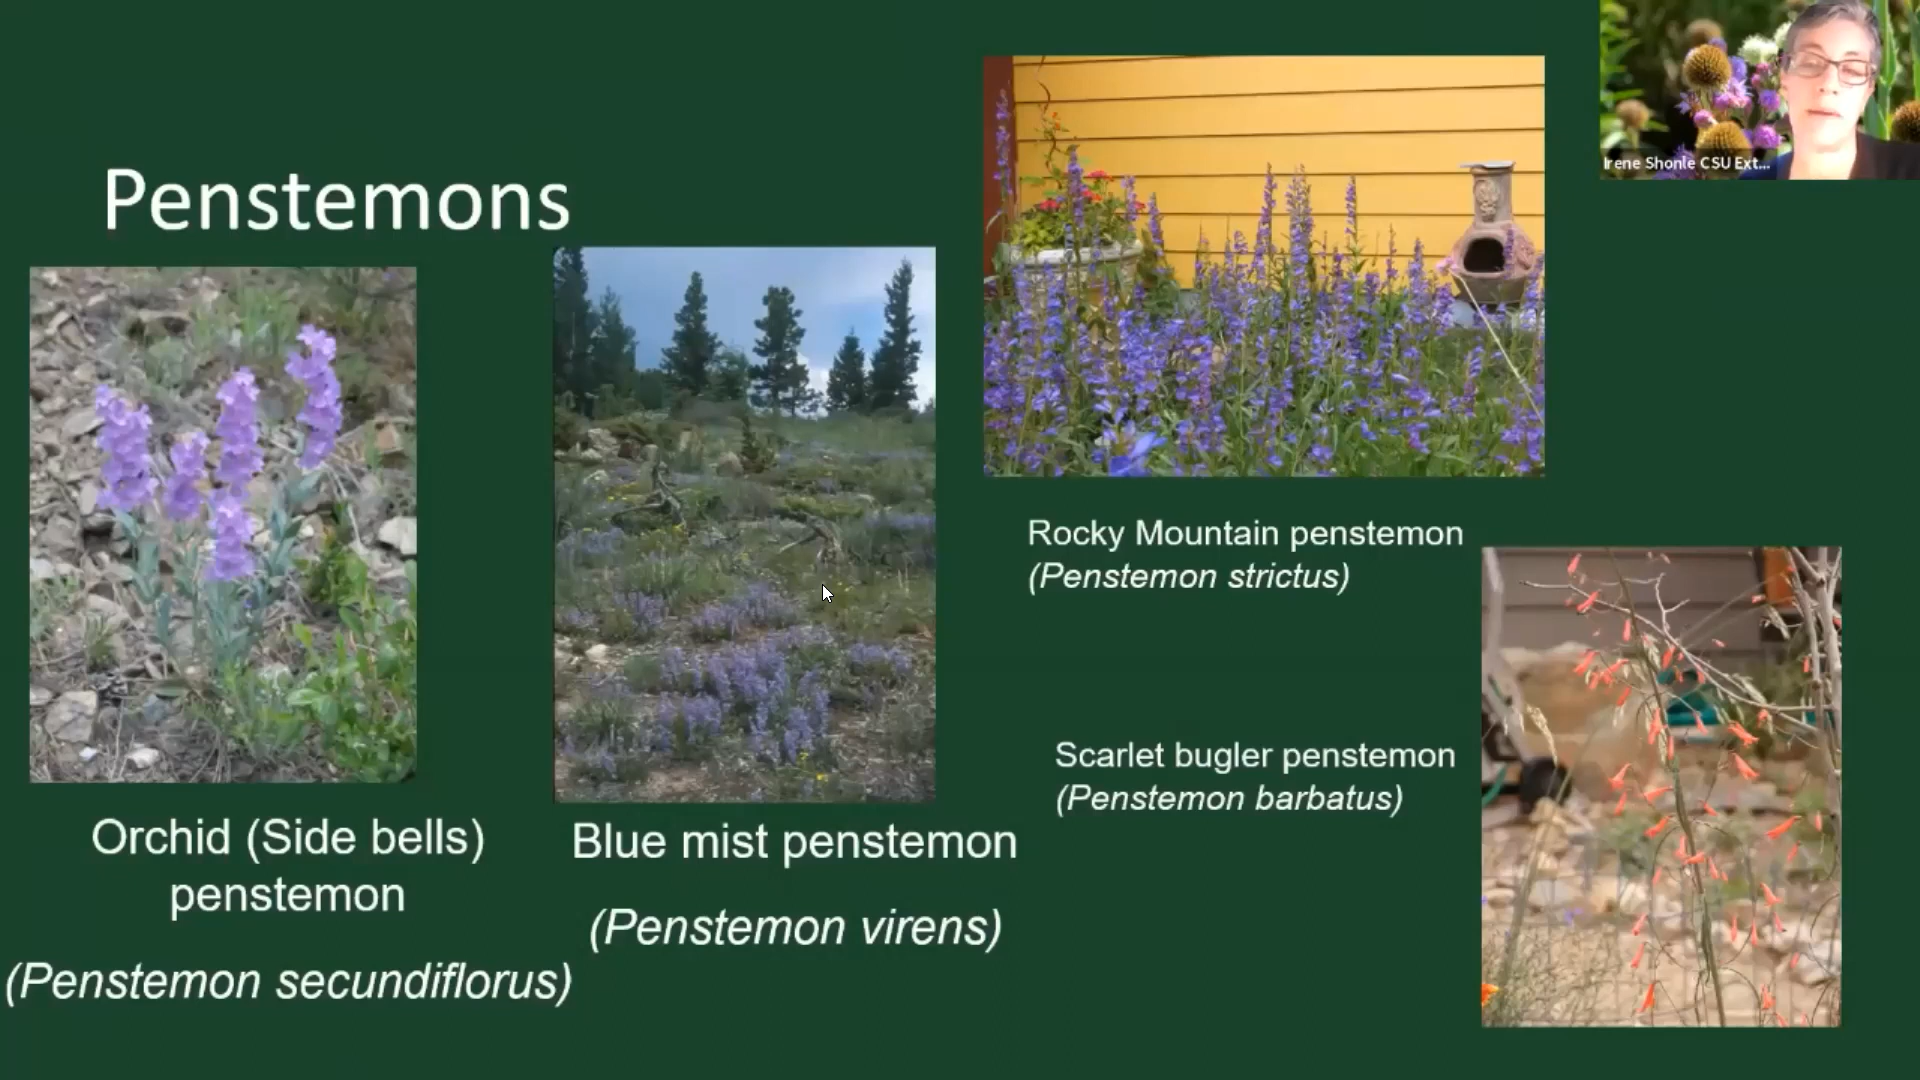 Penstemons
Irene Shonle CSU Ext...
Rocky Mountain penstemon
(Penstemon strictus)
Scarlet bugler penstemon
(Penstemon barbatus)
Orchid (Side bells)
penstemon
(Penstemon secundiflorus)
Blue mist penstemon
(Penstemon virens)